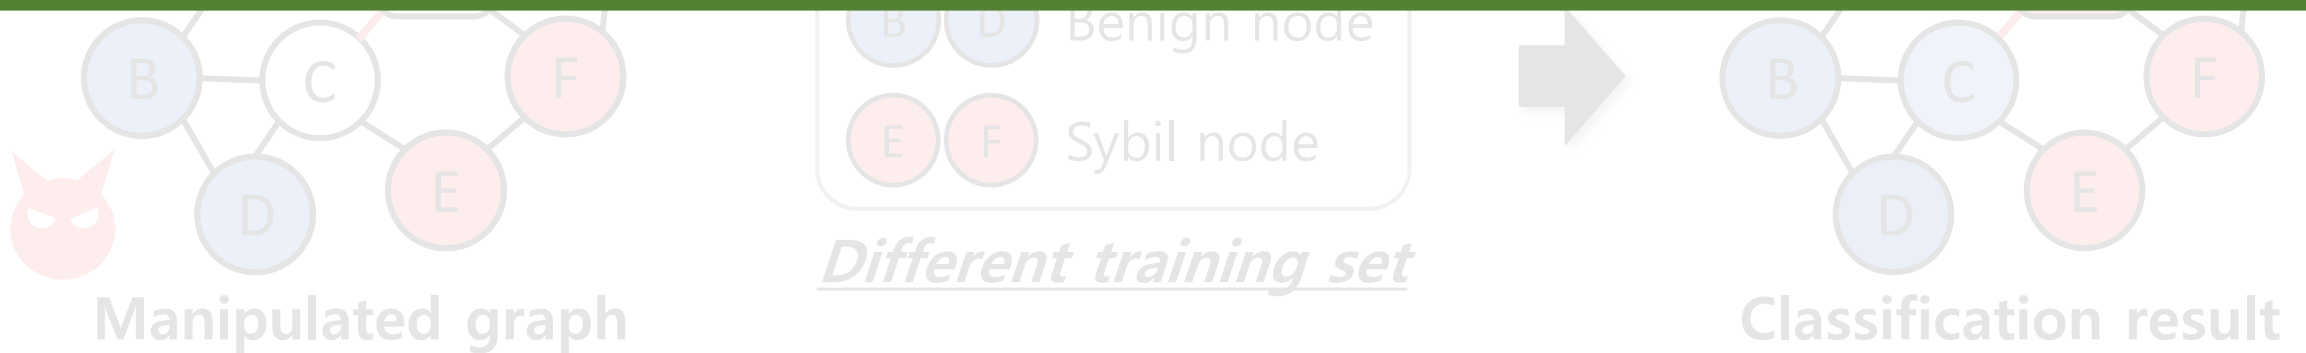 B D Benign node
B C F B C F
E F Sybil node
D E D E
Different training set
Manipulated graph Classification result